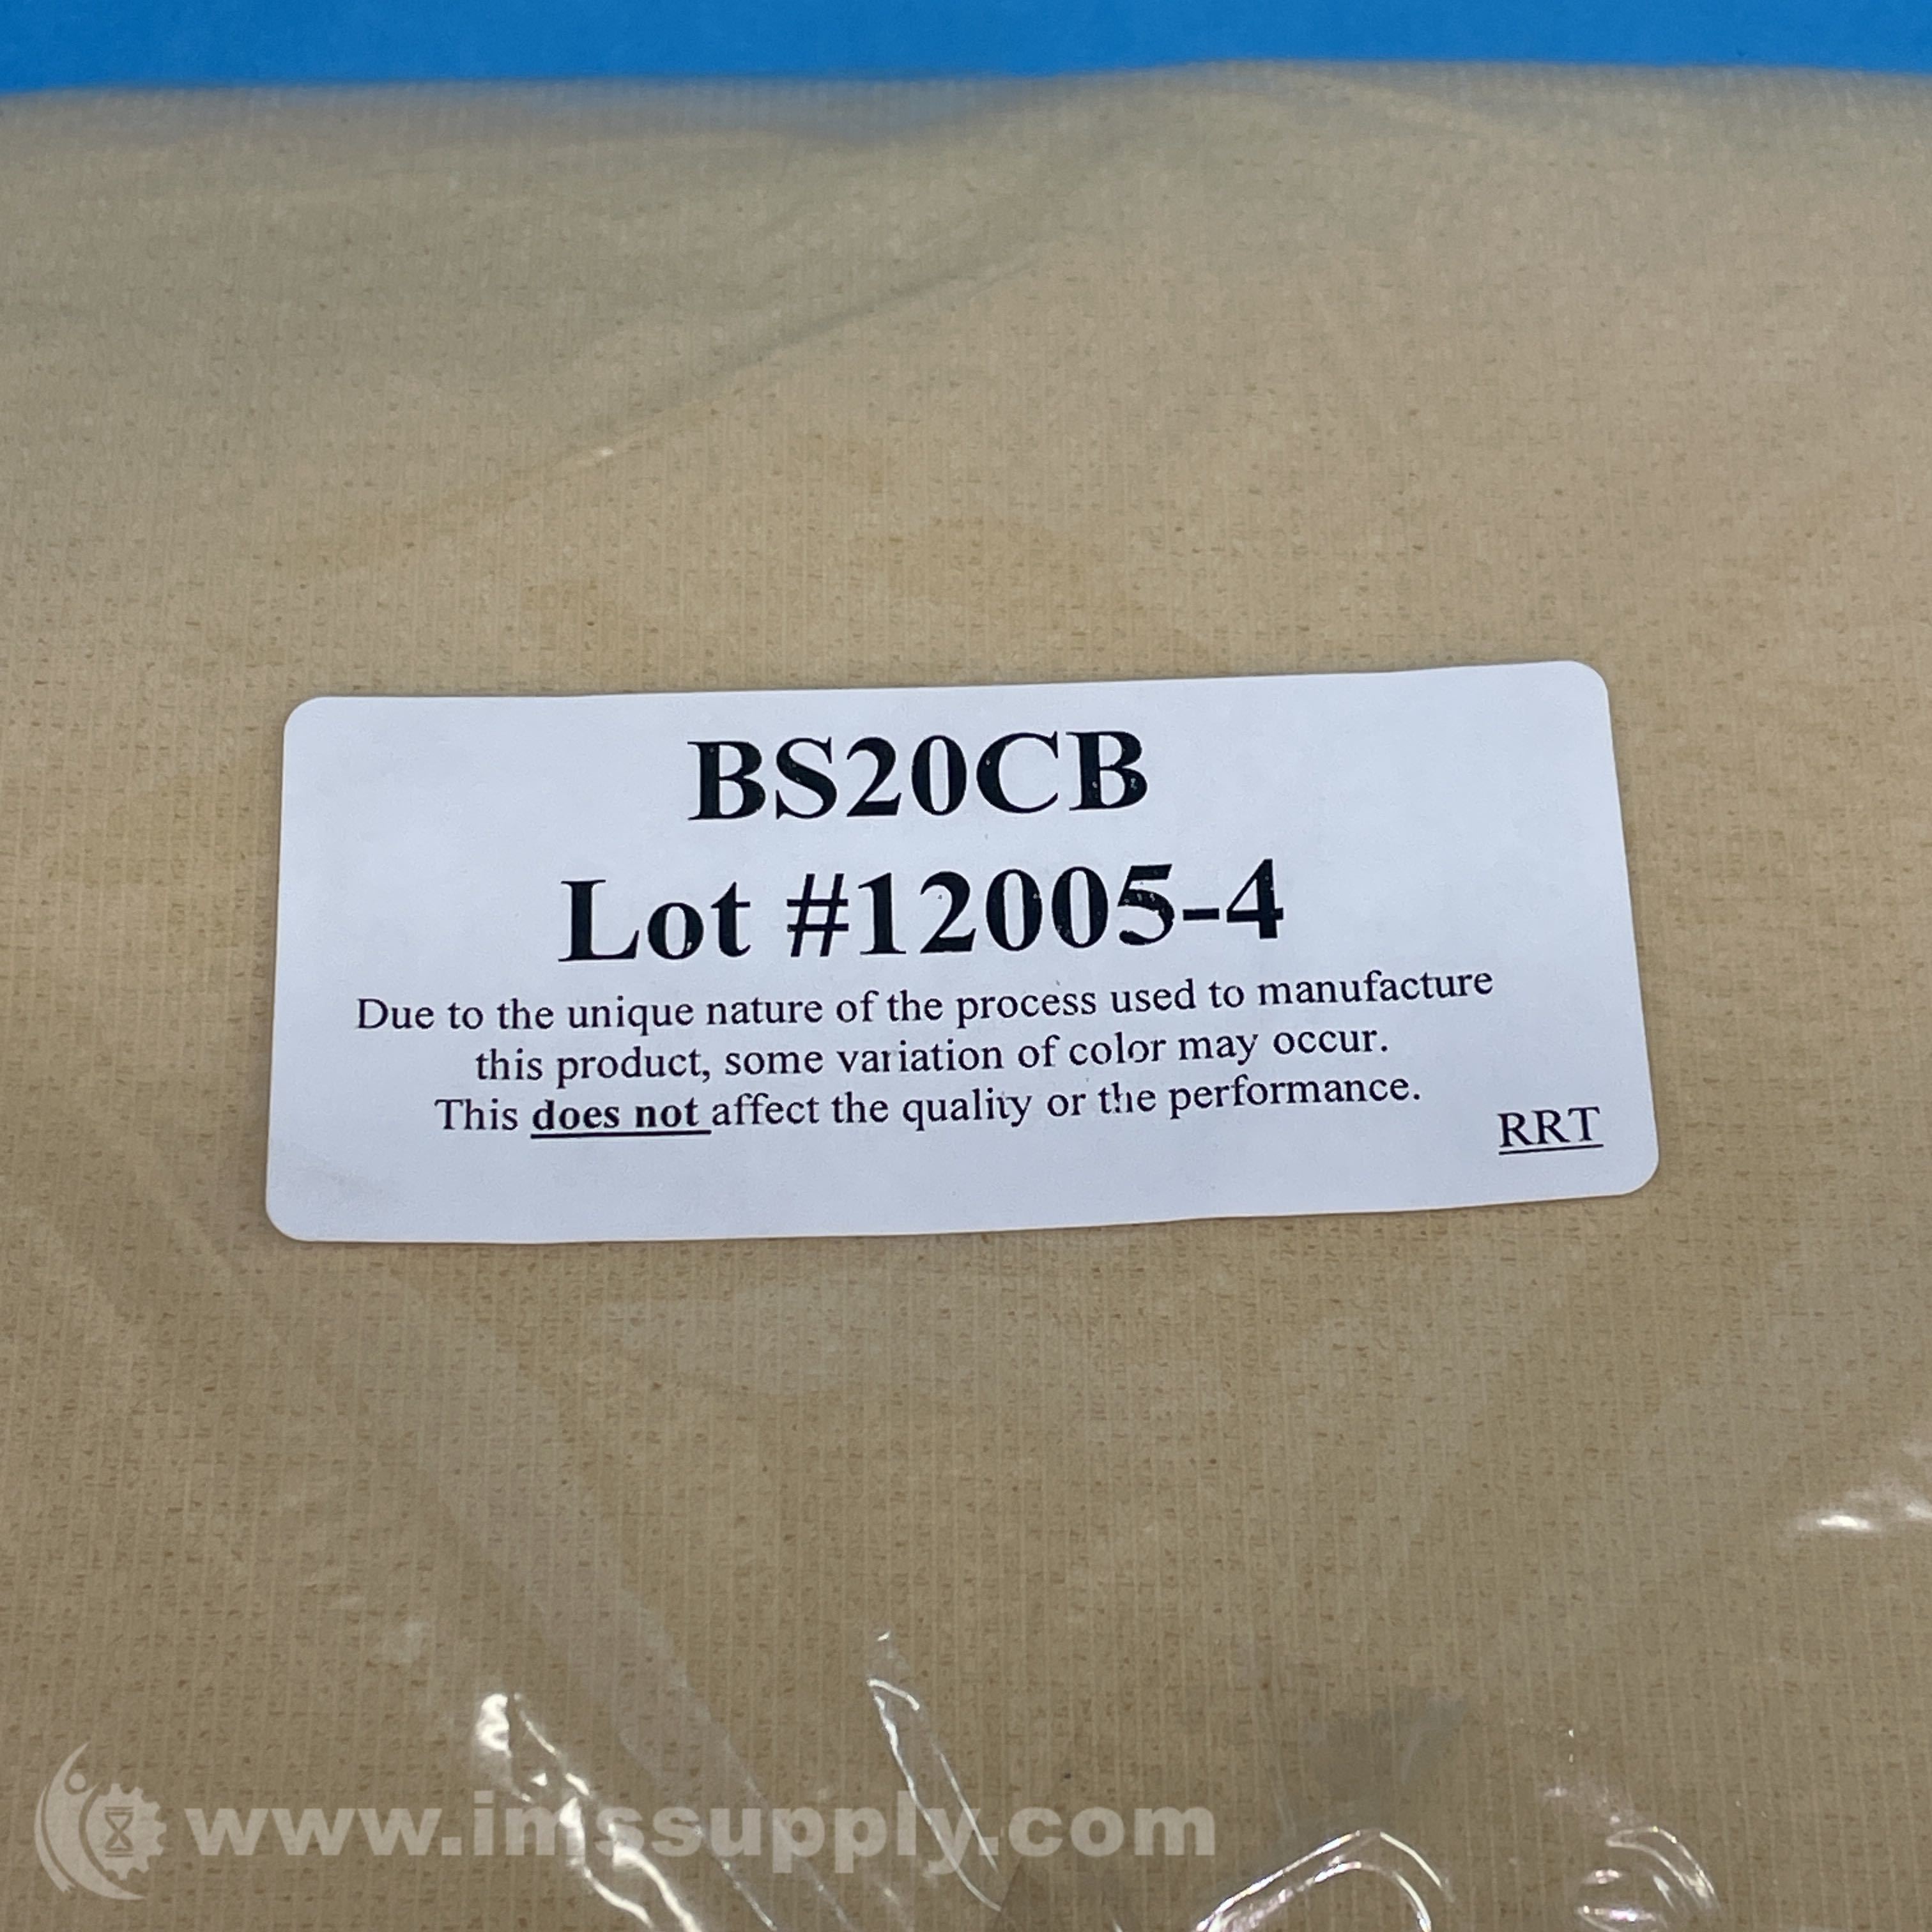 BS20CB
Lot #12005-4
Due to the unique nature of the process used to manufacture
this product, some variation of color may occur.
This does not affect the quality or the performance.
RRT
www.imssupply.com